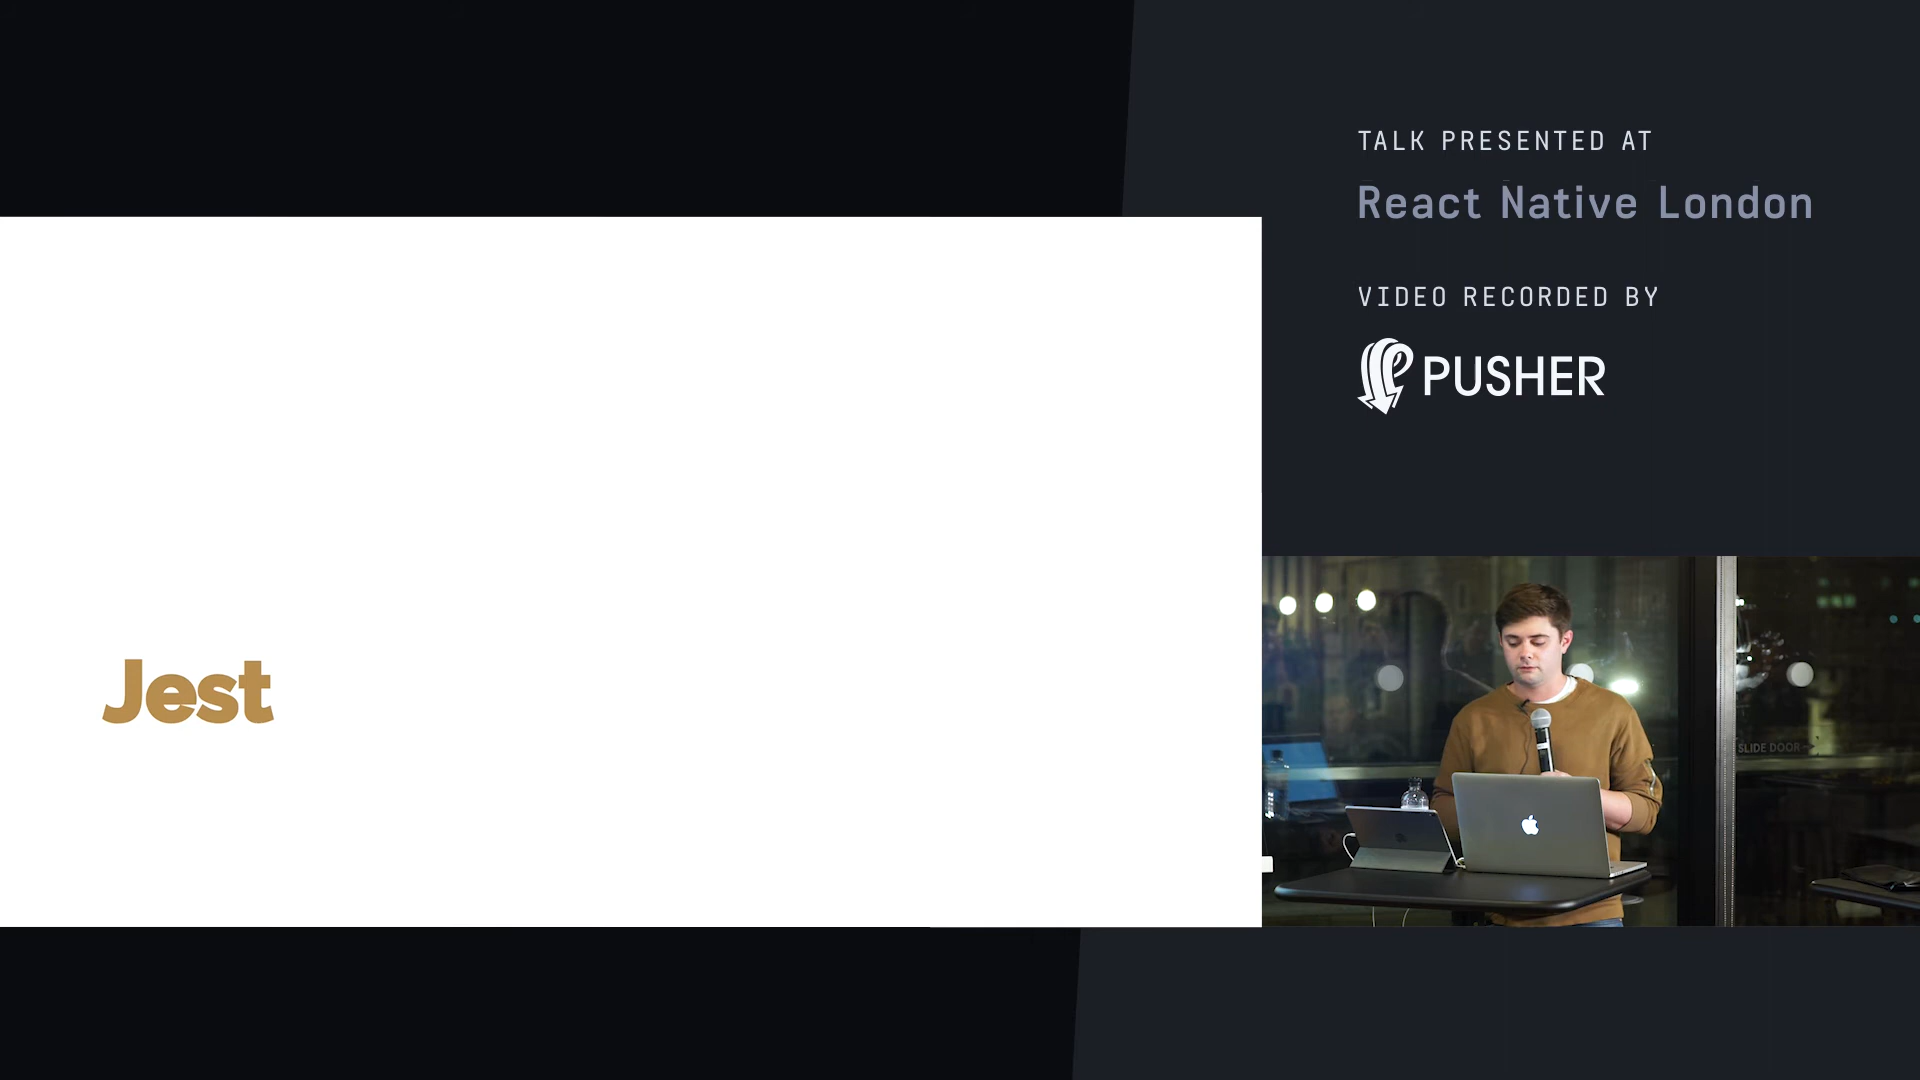 TALK PRESENTED AT
React Native London
VIDEO RECORDED BY
PUSHER
Jest
SLIDE DOOR